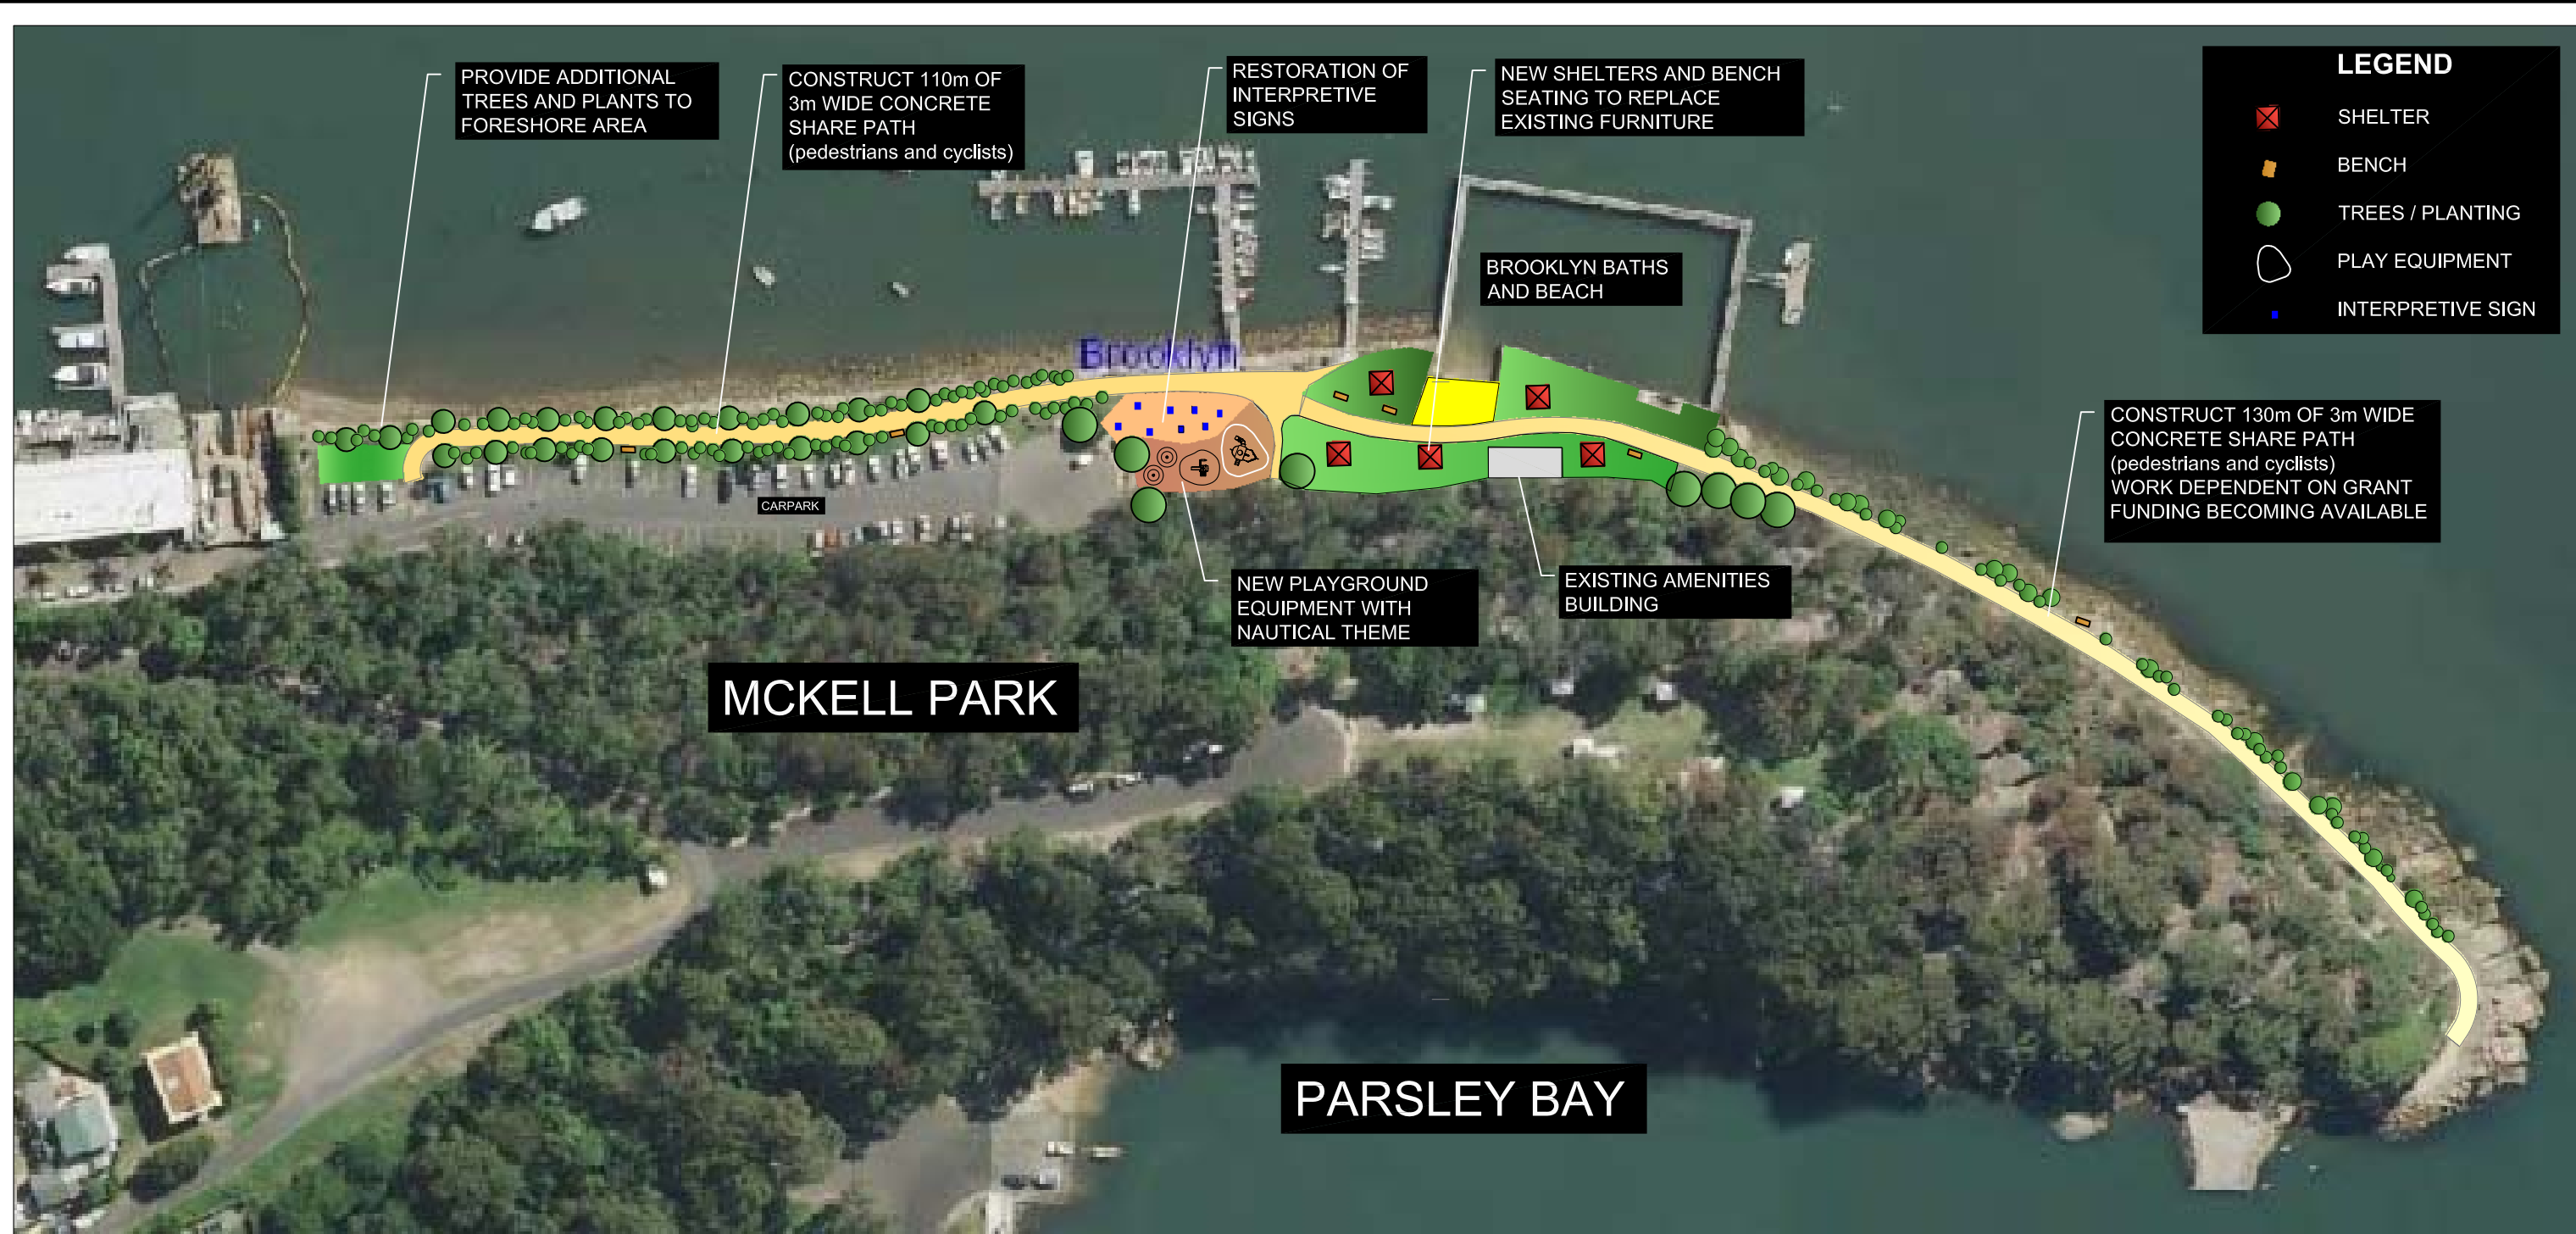 PROVIDE ADDITIONAL
TREES AND PLANTS TO
FORESHORE AREA
CONSTRUCT 110m OF
3m WIDE CONCRETE
SHARE PATH
(pedestrians and cyclists)
RESTORATION OF
INTERPRETIVE
SIGNS
NEW SHELTERS AND BENCH
SEATING TO REPLACE
EXISTING FURNITURE
LEGEND
SHELTER
BENCH
TREES / PLANTING
PLAY EQUIPMENT
INTERPRETIVE SIGN
BROOKLYN BATHS
AND BEACH
Brooklyn
CONSTRUCT 130m OF 3m WIDE
CONCRETE SHARE PATH
(pedestrians and cyclists)
WORK DEPENDENT ON GRANT
FUNDING BECOMING AVAILABLE
CARPARK
NEW PLAYGROUND
EQUIPMENT WITH
NAUTICAL THEME
EXISTING AMENITIES
BUILDING
MCKELL PARK
PARSLEY BAY